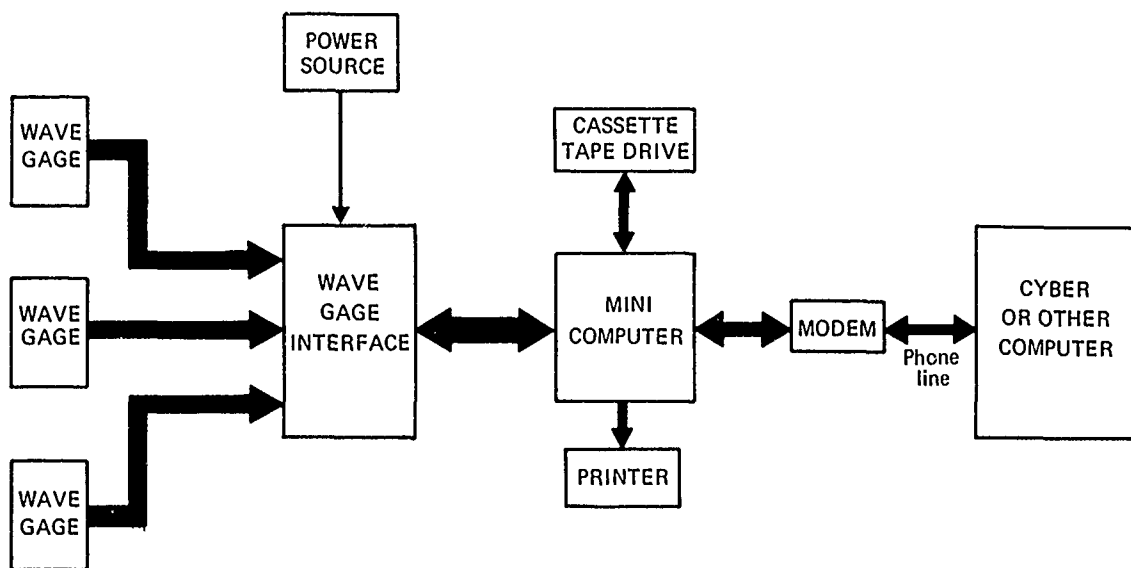 POWER
SOURCE
WAVE
GAGE
CASSETTE
TAPE DRIVE
WAVE
GAGE
INTERFACE
WAVE
GAGE
MINI
COMPUTER
MODEM
Phone
line
CYBER
OR OTHER
COMPUTER
WAVE
GAGE
PRINTER